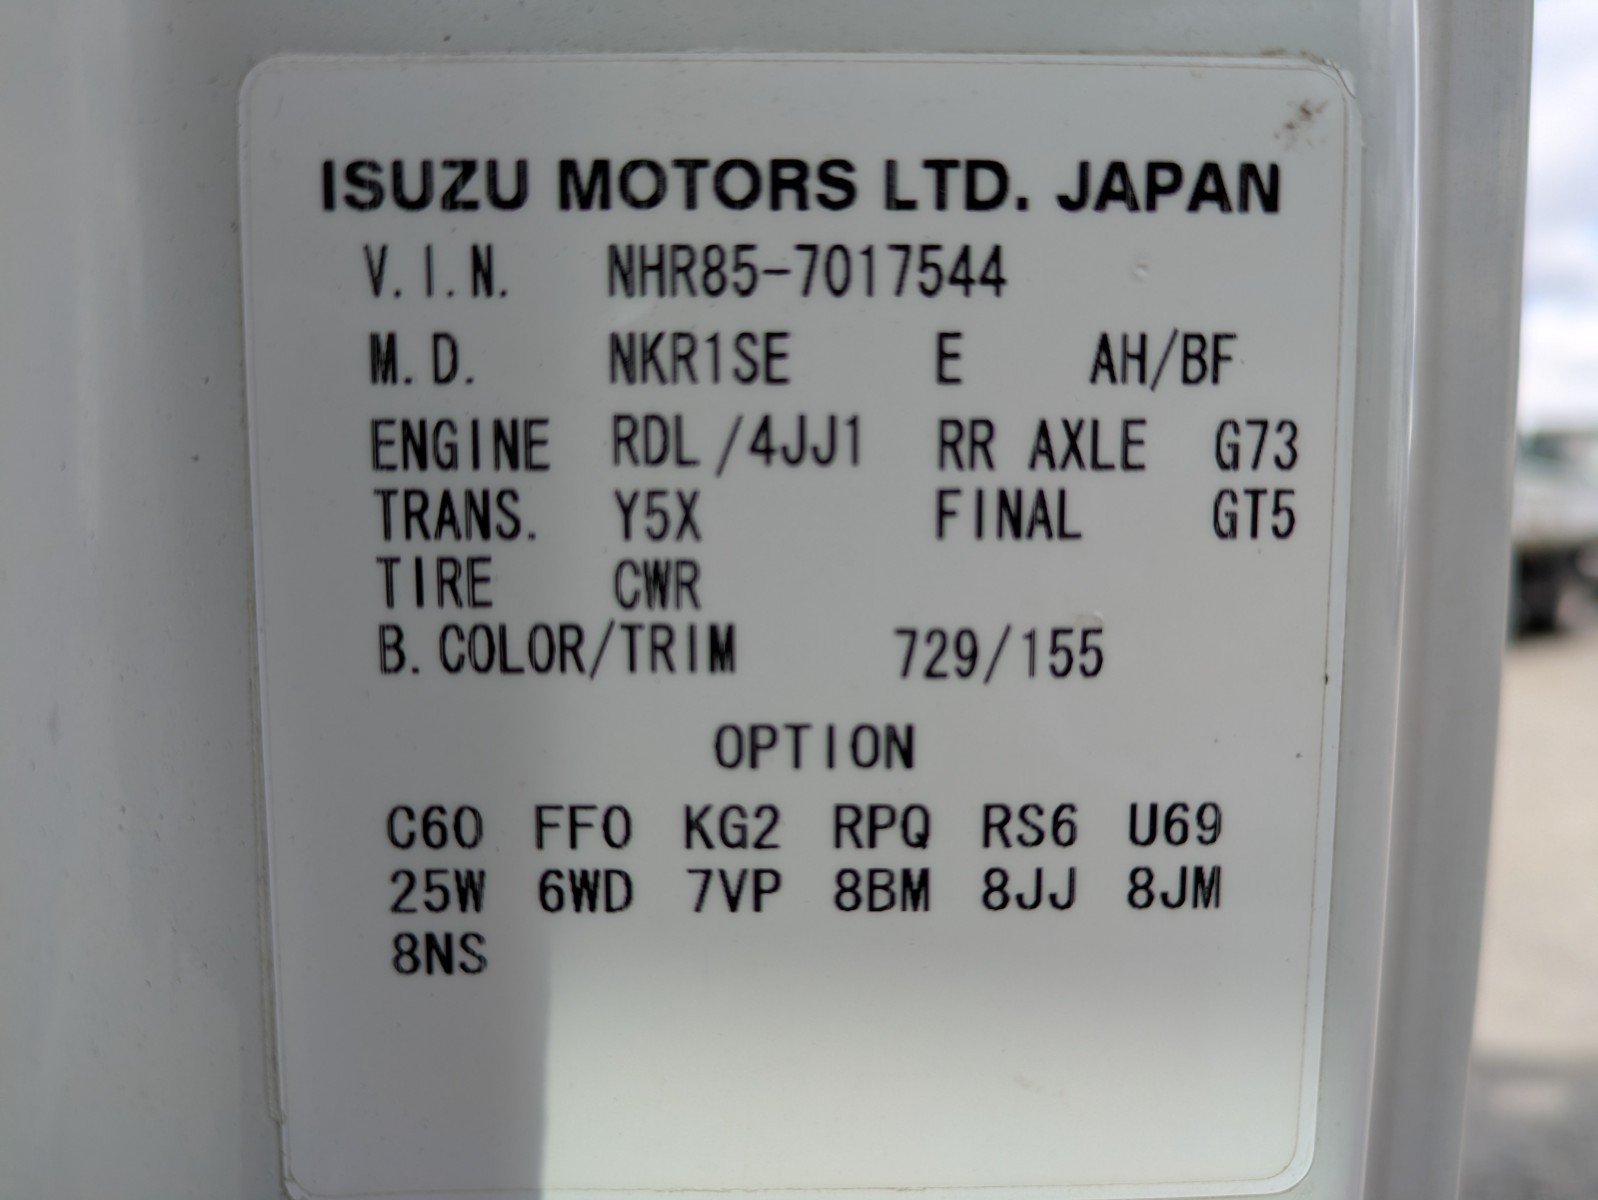 ISUZU MOTORS LTD. JAPAN
V.I.N. NHR85-7017544
M.D. NKR1SE E AH/BF
ENGINE RDL/4JJ1 RR AXLE G73
TRANS. Y5X FINAL GT5
TIRE CWR
B.COLOR/TRIM 729/155
OPTION
C60 FF0 KG2 RPQ RS6 U69
25W 6WD 7VP 8BM 8JJ 8JM
8NS